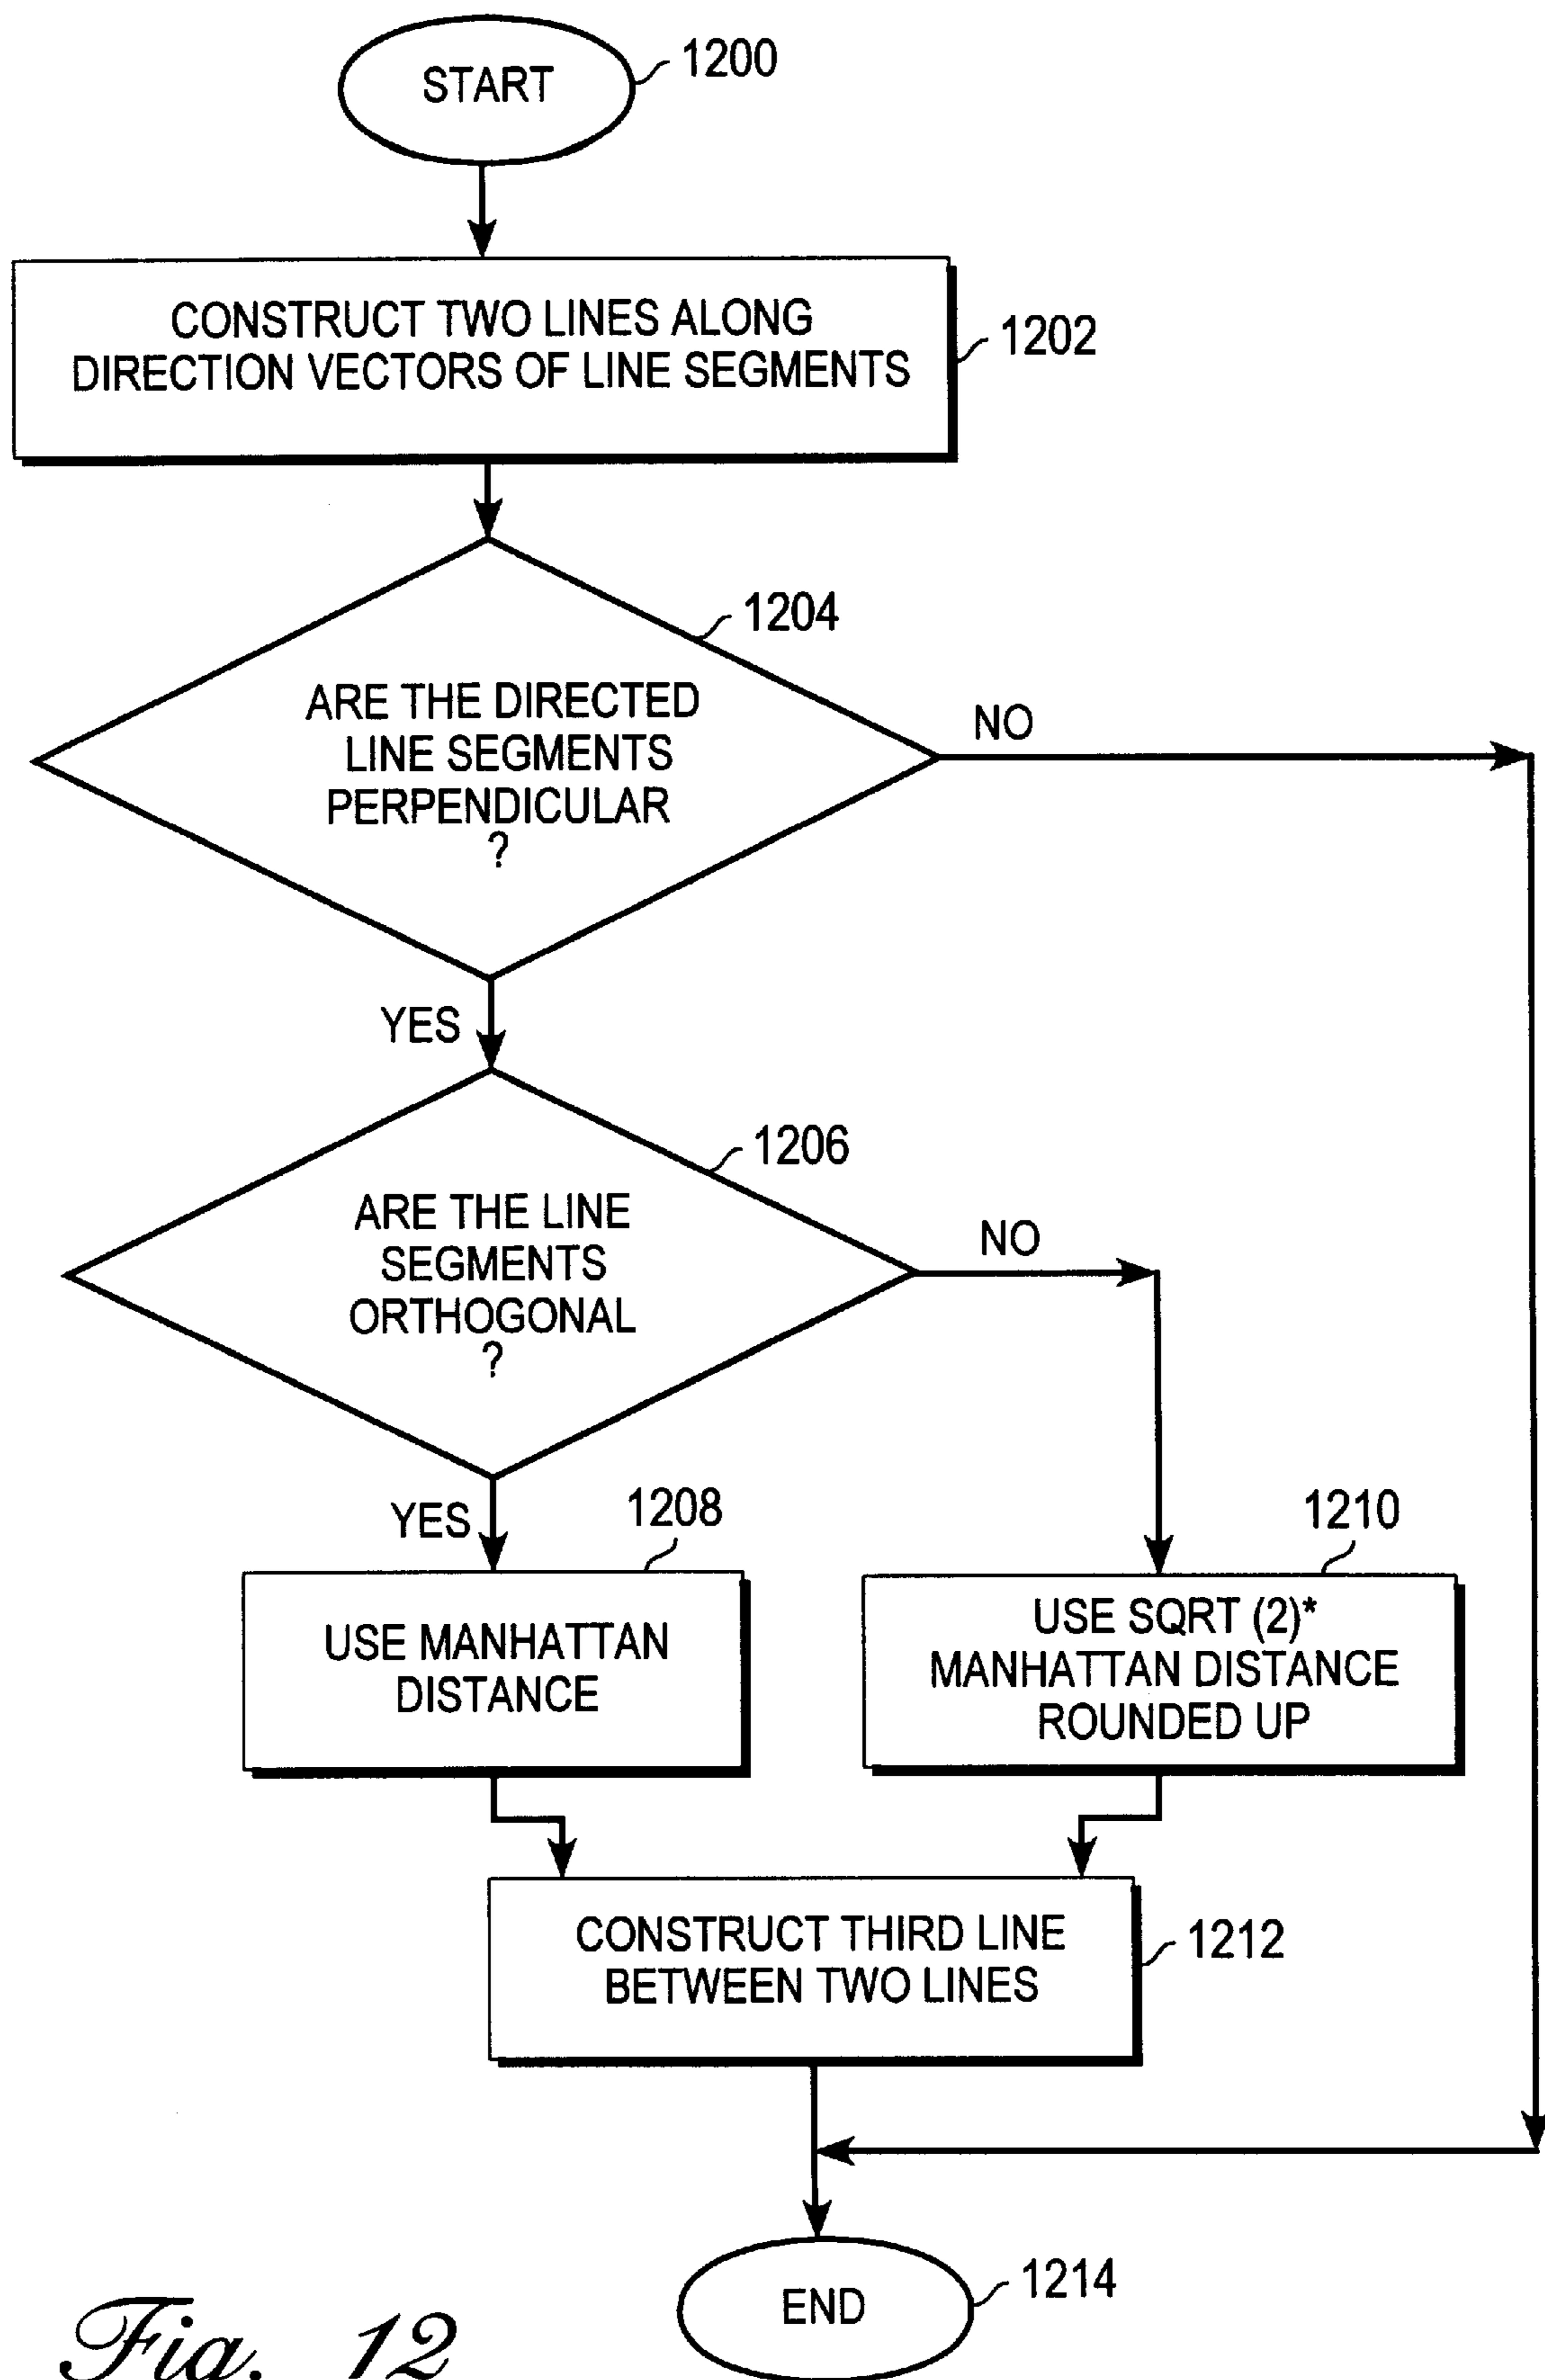 START
1200
CONSTRUCT TWO LINES ALONG
DIRECTION VECTORS OF LINE SEGMENTS
1202
1204
ARE THE DIRECTED
LINE SEGMENTS
PERPENDICULAR
?
NO
YES
1206
ARE THE LINE
SEGMENTS
ORTHOGONAL
?
NO
YES
1208
USE MANHATTAN
DISTANCE
1210
USE SQRT (2)*
MANHATTAN DISTANCE
ROUNDED UP
CONSTRUCT THIRD LINE
BETWEEN TWO LINES
1212
END
1214
Fig. 12